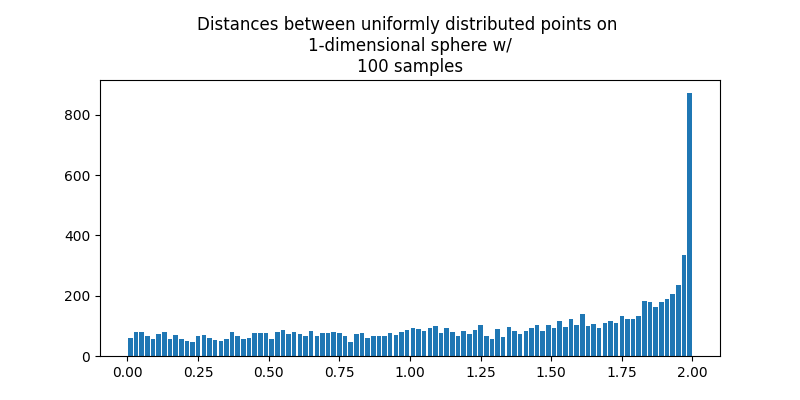 Distances between uniformly distributed points on
1-dimensional sphere w/
100 samples
800
600
400
200
0
0.00 0.25 0.50 0.75 1.00 1.25 1.50 1.75 2.00